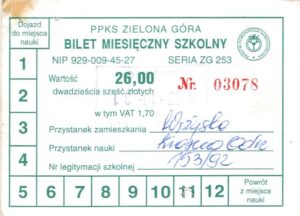 Dojazd
do miejsca
nauki
PPKS ZIELONA GÓRA
BILET MIESIĘCZNY SZKOLNY
NIP 929-009-45-27 SERIA ZG 253
1
Wartość 26,00
dwadzieścia sześć złotych
Nr. 03078
2
w tym VAT 1,70
3
Przystanek zamieszkania
Przystanek nauki Krosno Odrz
4
Nr legitymacji szkolnej 153/92
5 6 7 8 9 10 11 12
Powrót
z miejsca
nauki